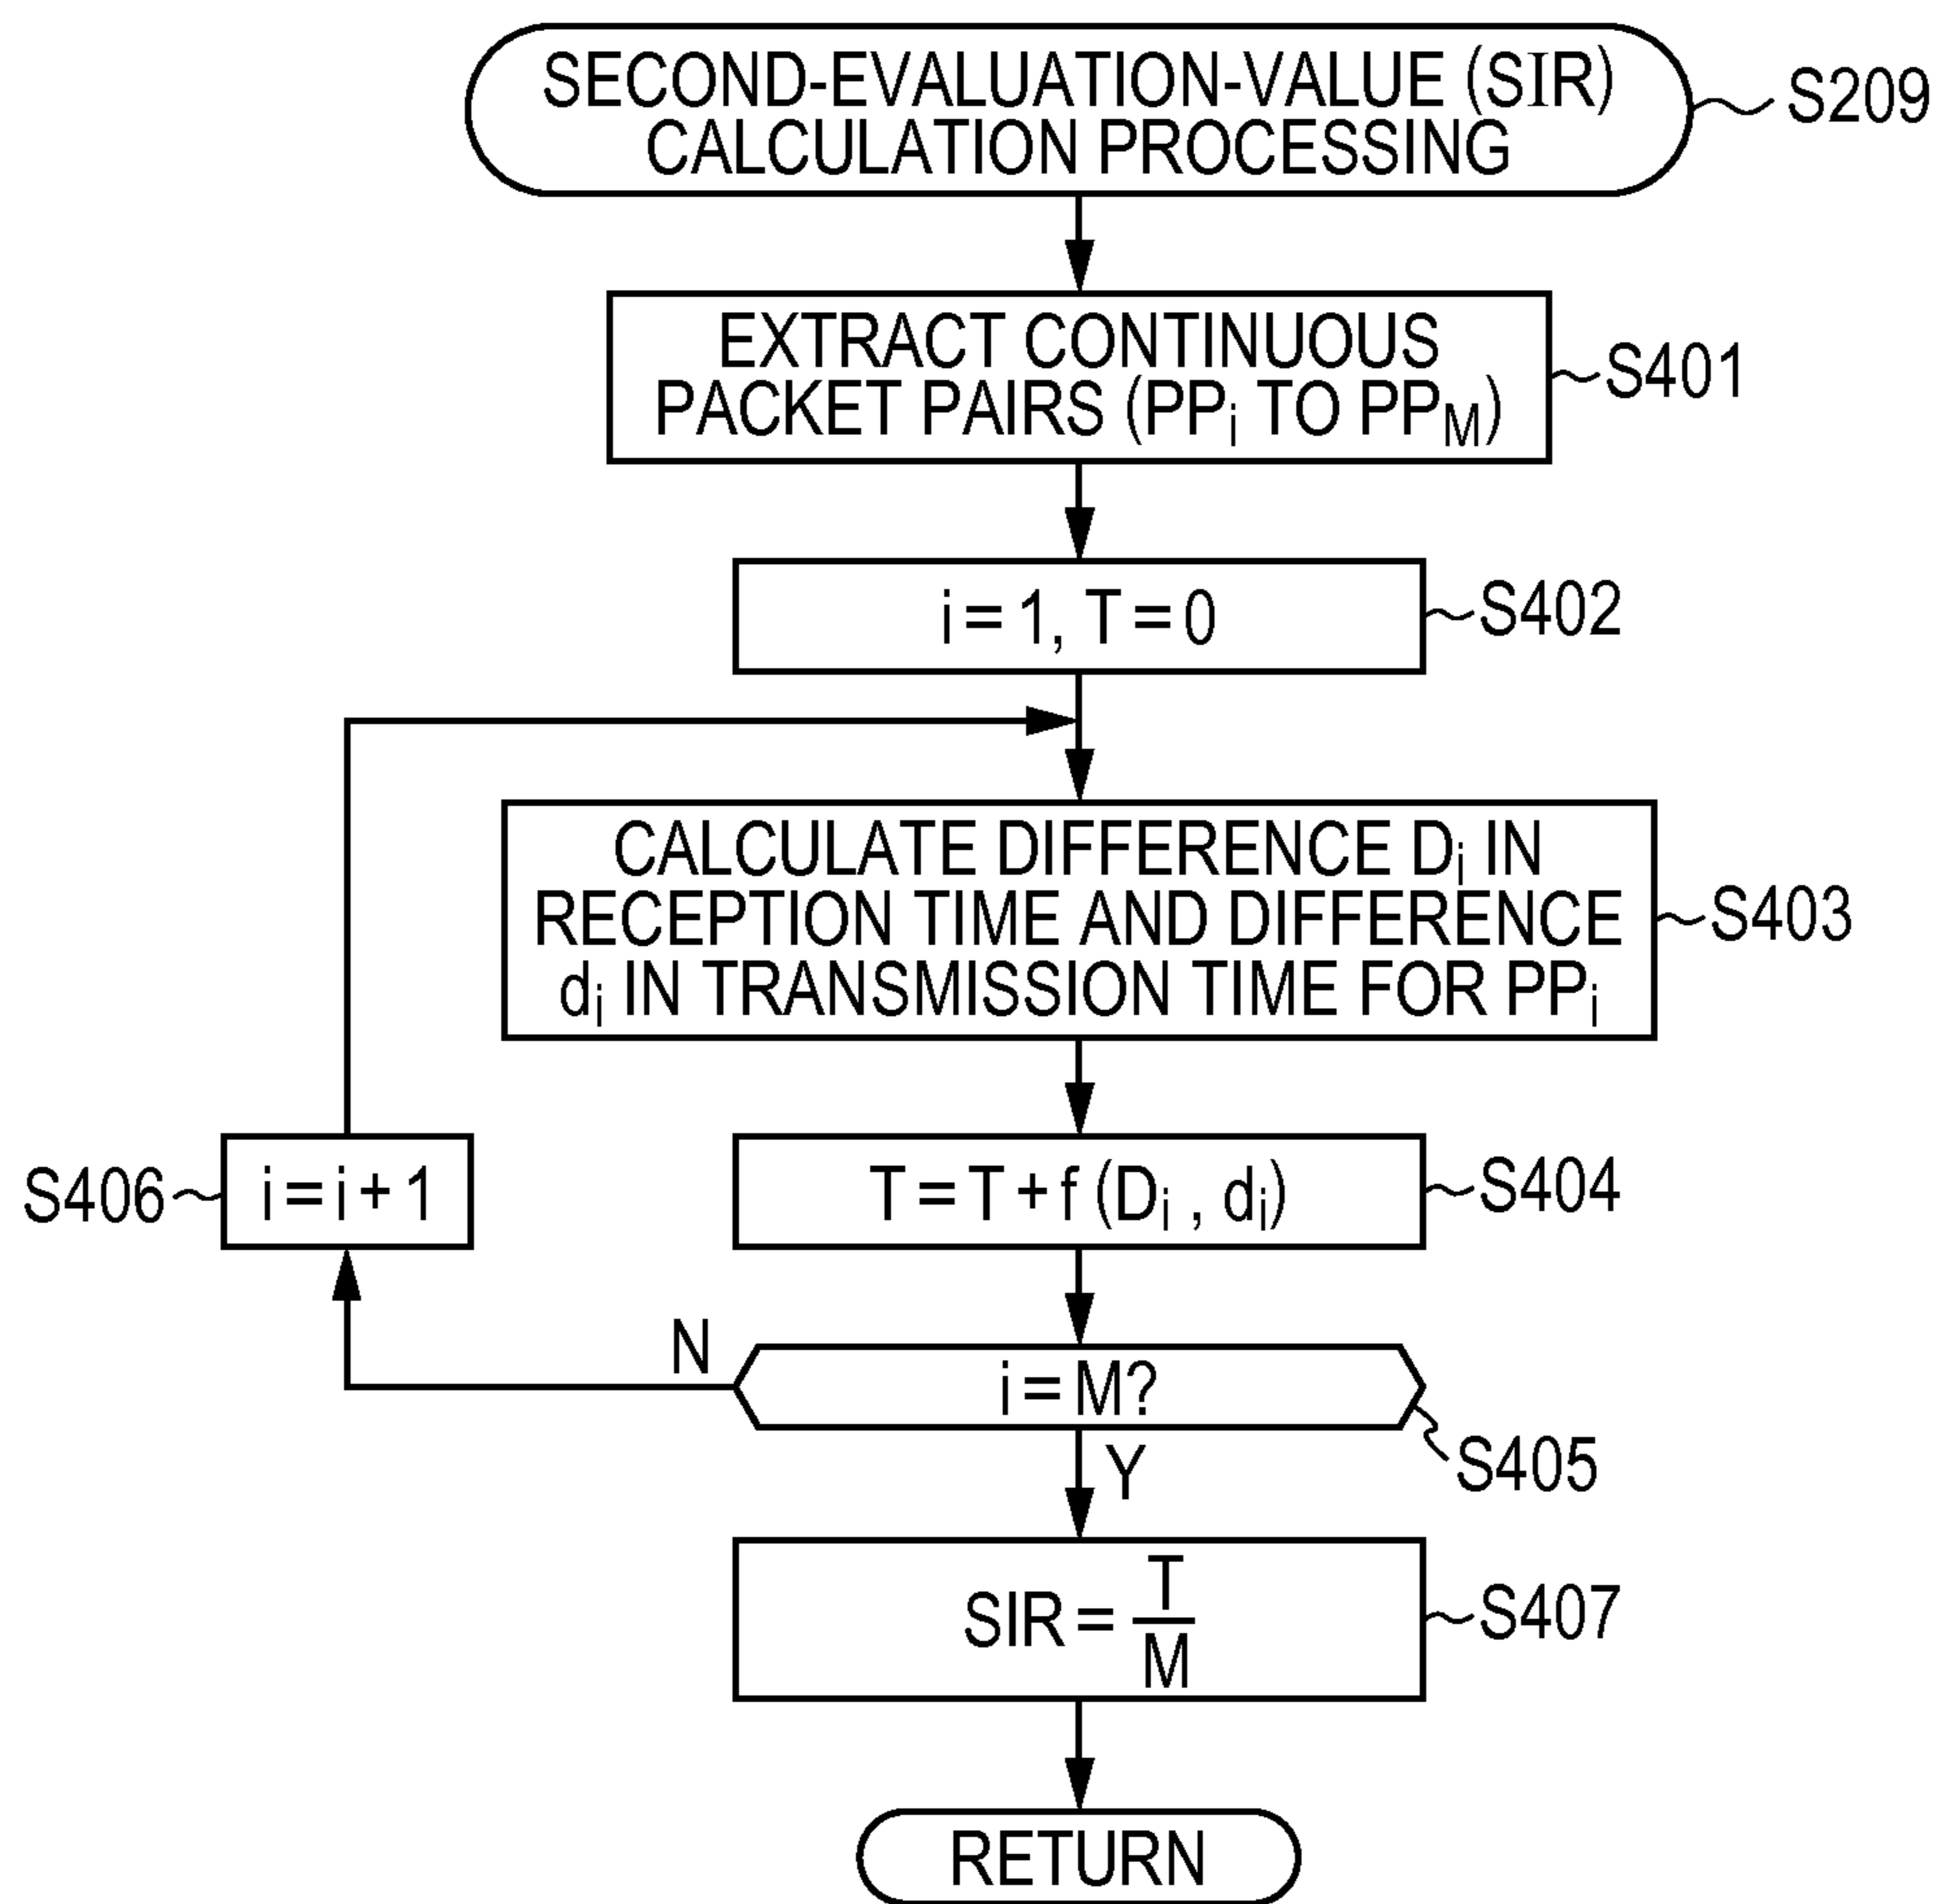 SECOND-EVALUATION-VALUE (SIR)
CALCULATION PROCESSING
S209
EXTRACT CONTINUOUS
PACKET PAIRS (PPi TO PPM)
S401
i = 1, T = 0
S402
CALCULATE DIFFERENCE Di IN
RECEPTION TIME AND DIFFERENCE
di IN TRANSMISSION TIME FOR PPi
S403
S406
i = i + 1
T = T + f (Di , di)
S404
N
i = M?
S405
Y
SIR = T
M
S407
RETURN